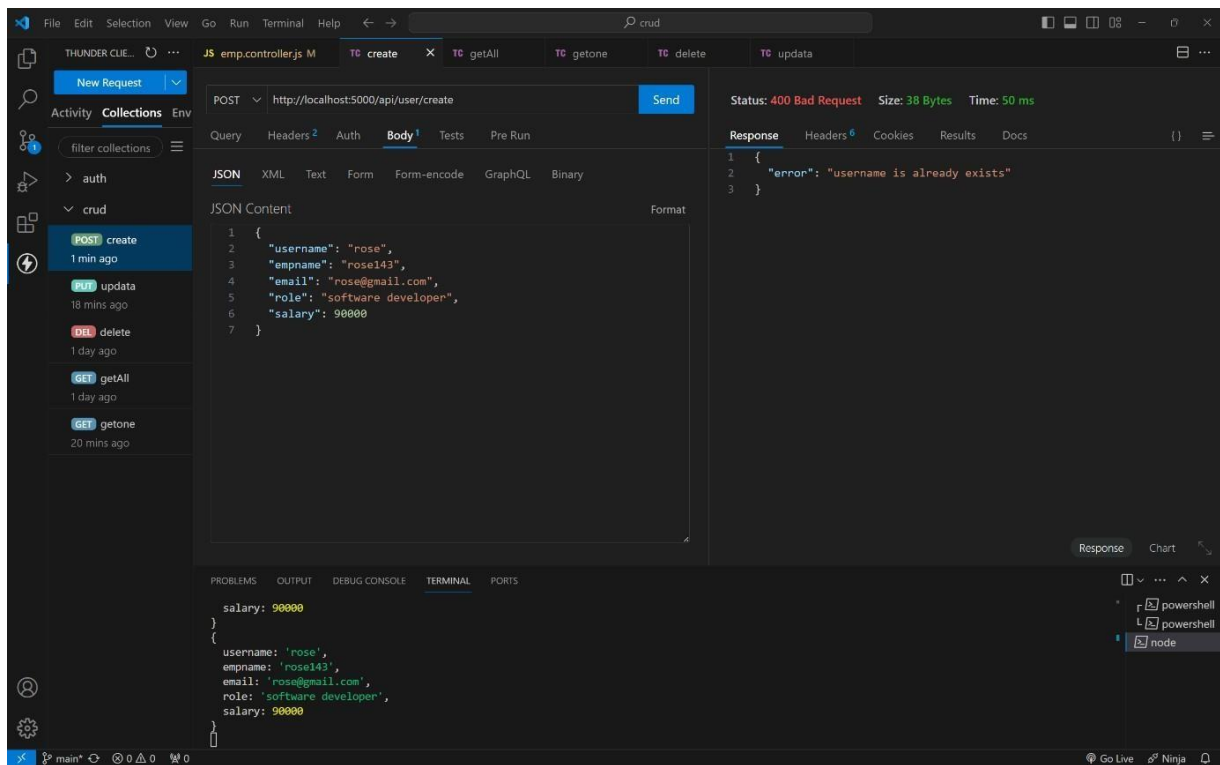 File Edit Selection View Go Run Terminal Help ← → crud
THUNDER CLIE... ···
New Request
Activity Collections Env
filter collections
> auth
crud
POST create
1 min ago
PUT updata
18 mins ago
DEL delete
1 day ago
GET getAll
1 day ago
GET getone
20 mins ago
JS emp.controller.js M TC create × TC getAll TC getone TC delete TC updata
POST http://localhost:5000/api/user/create Send
Query Headers 2 Auth Body 1 Tests Pre Run
JSON XML Text Form Form-encode GraphQL Binary
JSON Content Format
1 {
2 "username": "rose",
3 "empname": "rose143",
4 "email": "rose@gmail.com",
5 "role": "software developer",
6 "salary": 90000
7 }
Status: 400 Bad Request Size: 38 Bytes Time: 50 ms
Response Headers 6 Cookies Results Docs {}
1 {
2 "error": "username is already exists"
3 }
Response Chart
PROBLEMS OUTPUT DEBUG CONSOLE TERMINAL PORTS
salary: 90000
}
{
username: 'rose',
empname: 'rose143',
email: 'rose@gmail.com',
role: 'software developer',
salary: 90000
}
powershell
powershell
node
1
main* 0 0 0 Go Live Ninja